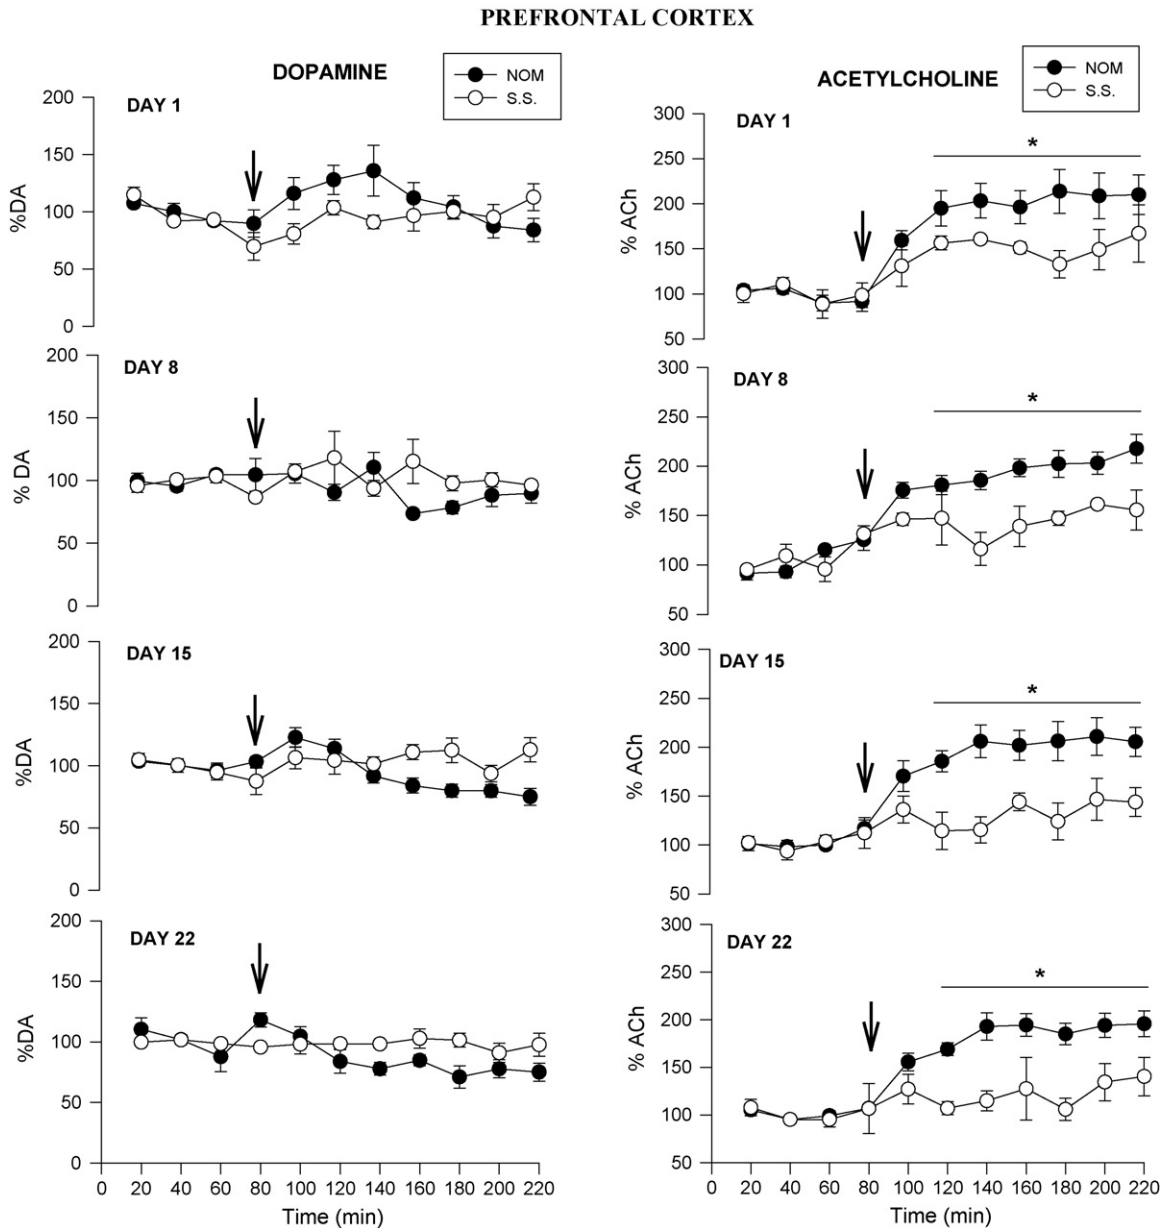 PREFRONTAL CORTEX
DOPAMINE
NOM
S.S.
DAY 1
%DA
200
150
100
50
0
DAY 8
% DA
200
150
100
50
0
DAY 15
%DA
200
150
100
50
0
DAY 22
%DA
200
150
100
50
0
0 20 40 60 80 100 120 140 160 180 200 220
Time (min)
ACETYLCHOLINE
NOM
S.S.
DAY 1
*
% ACh
300
250
200
150
100
50
DAY 8
*
% ACh
300
250
200
150
100
50
DAY 15
*
% ACh
300
250
200
150
100
50
DAY 22
*
% ACh
300
250
200
150
100
50
0 20 40 60 80 100 120 140 160 180 200 220
Time (min)